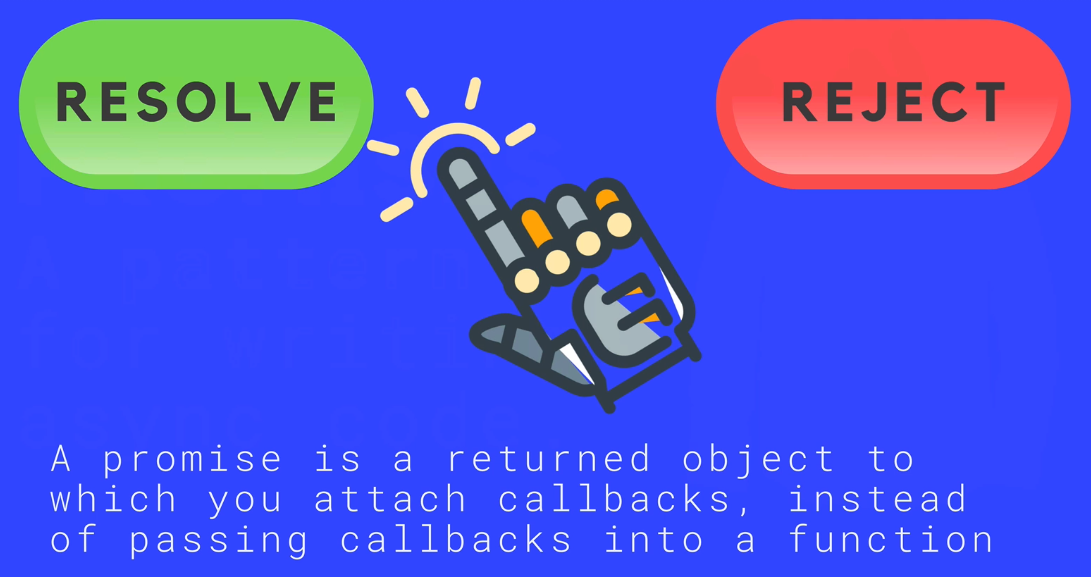 RESOLVE
REJECT
A promise is a returned object to
which you attach callbacks, instead
of passing callbacks into a function